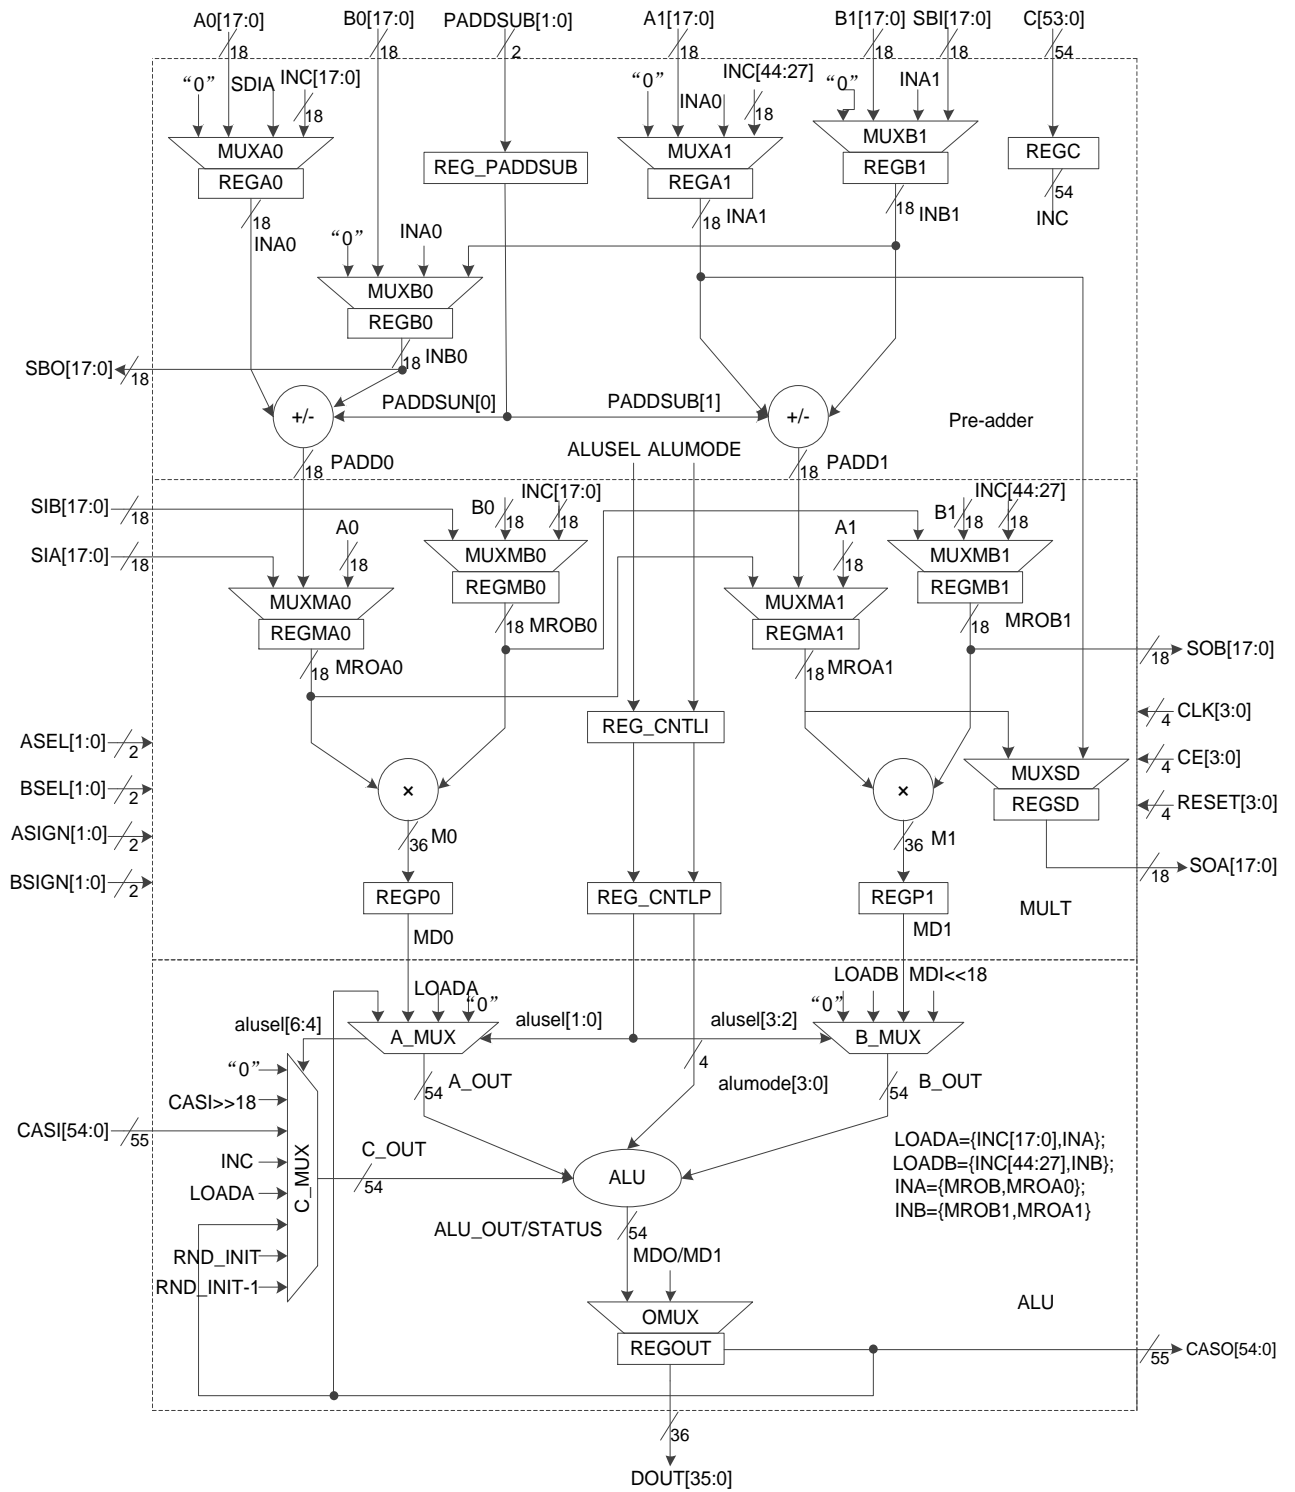 A0[17:0] B0[17:0] PADDSUB[1:0] A1[17:0] B1[17:0] SBI[17:0] C[53:0]
18 18 2 18 18 18 54
“0” SDIA INC[17:0] “0” INA0 INC[44:27] “0” INA1
18 18
MUXA0 MUXA1 MUXB1
REGA0 REG_PADDSUB REGA1 REGB1 REGC
18 18 18 54
INA0 INA1 INB1 INC
“0” INA0
MUXB0
REGB0
18 INB0
SBO[17:0] 18
+/- PADDSUN[0] PADDSUB[1] +/-
Pre-adder
ALUSEL ALUMODE
18 PADD0 18 PADD1
SIB[17:0] 18 B0 18 INC[17:0] 18 B1 18 INC[44:27] 18
SIA[17:0] 18 A0 18 A1 18
MUXMB0 MUXMB1
REGMB0 REGMB1
MUXMA0 MUXMA1
REGMA0 REGMA1
18 MROB0 18 MROB1
18 MROA0 18 MROA1
18 SOB[17:0]
REG_CNTLI
4 CLK[3:0]
ASEL[1:0] 2
4 CE[3:0]
MUXSD
REGSD
BSEL[1:0] 2 × ×
4 RESET[3:0]
ASIGN[1:0] 2
36 M0 36 M1
18 SOA[17:0]
BSIGN[1:0] 2
REGP0 REG_CNTLP REGP1
MULT
MD0 MD1
LOADA “0” “0” LOADB MDI<<18
alusel[6:4] A_MUX alusel[1:0] alusel[3:2] B_MUX
“0” 4
54 A_OUT alumode[3:0] 54 B_OUT
CASI>>18
CASI[54:0] 55
INC
LOADA
RND_INIT
RND_INIT-1
C_MUX
C_OUT
54
ALU
LOADA={INC[17:0],INA};
LOADB={INC[44:27],INB};
INA={MROB,MROA0};
INB={MROB1,MROA1}
ALU_OUT/STATUS 54
MDO/MD1
OMUX
REGOUT
ALU
55 CASO[54:0]
36
DOUT[35:0]